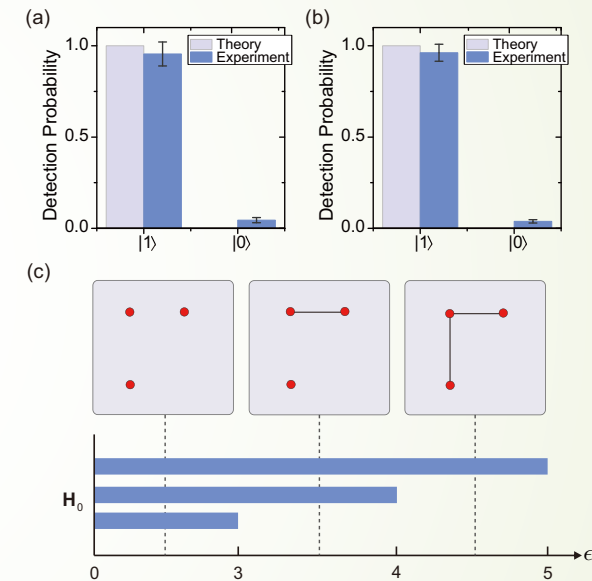 (a)
Detection Probability
1.0
0.5
0.0
Theory
Experiment
|1⟩
|0⟩
(b)
Detection Probability
1.0
0.5
0.0
Theory
Experiment
|1⟩
|0⟩
(c)
H₀
0
3
4
5
ϵ